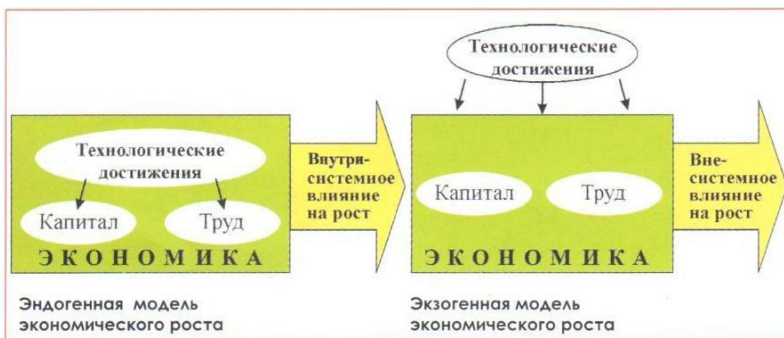 Технологические
достижения
Капитал
Труд
ЭКОНОМИКА
Внутри-
системное
влияние
на рост
Эндогенная модель
экономического роста
Технологические
достижения
Капитал
Труд
ЭКОНОМИКА
Вне-
системное
влияние
на рост
Экзогенная модель
экономического роста